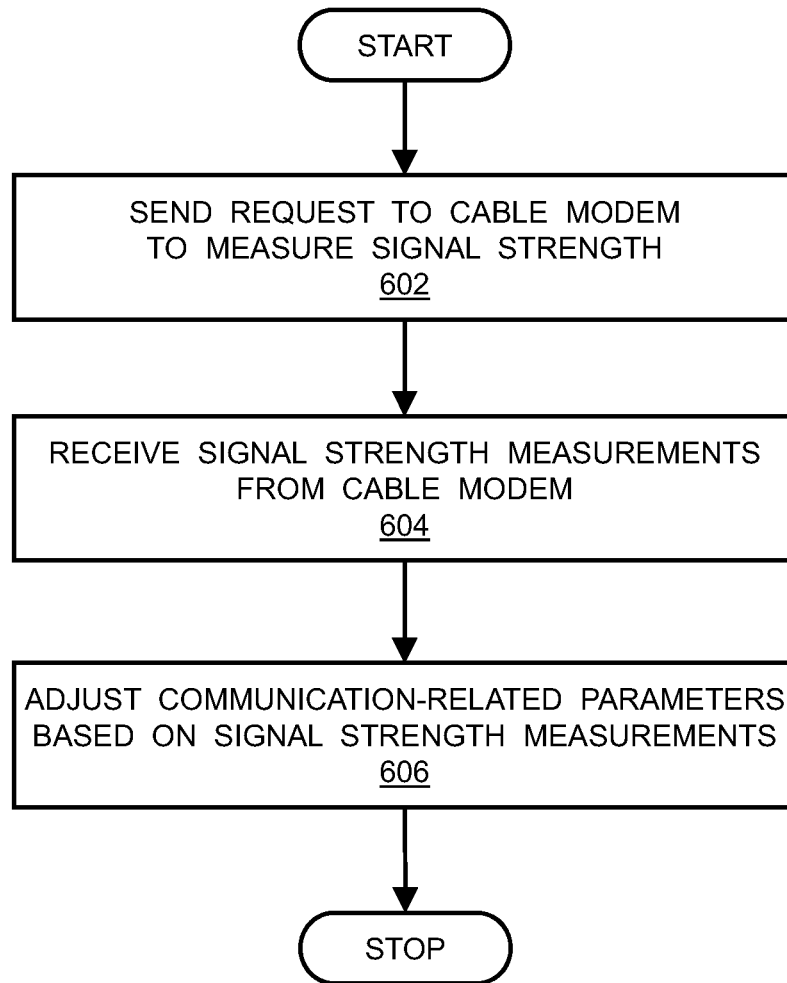 START
SEND REQUEST TO CABLE MODEM
TO MEASURE SIGNAL STRENGTH
602
RECEIVE SIGNAL STRENGTH MEASUREMENTS
FROM CABLE MODEM
604
ADJUST COMMUNICATION-RELATED PARAMETERS
BASED ON SIGNAL STRENGTH MEASUREMENTS
606
STOP